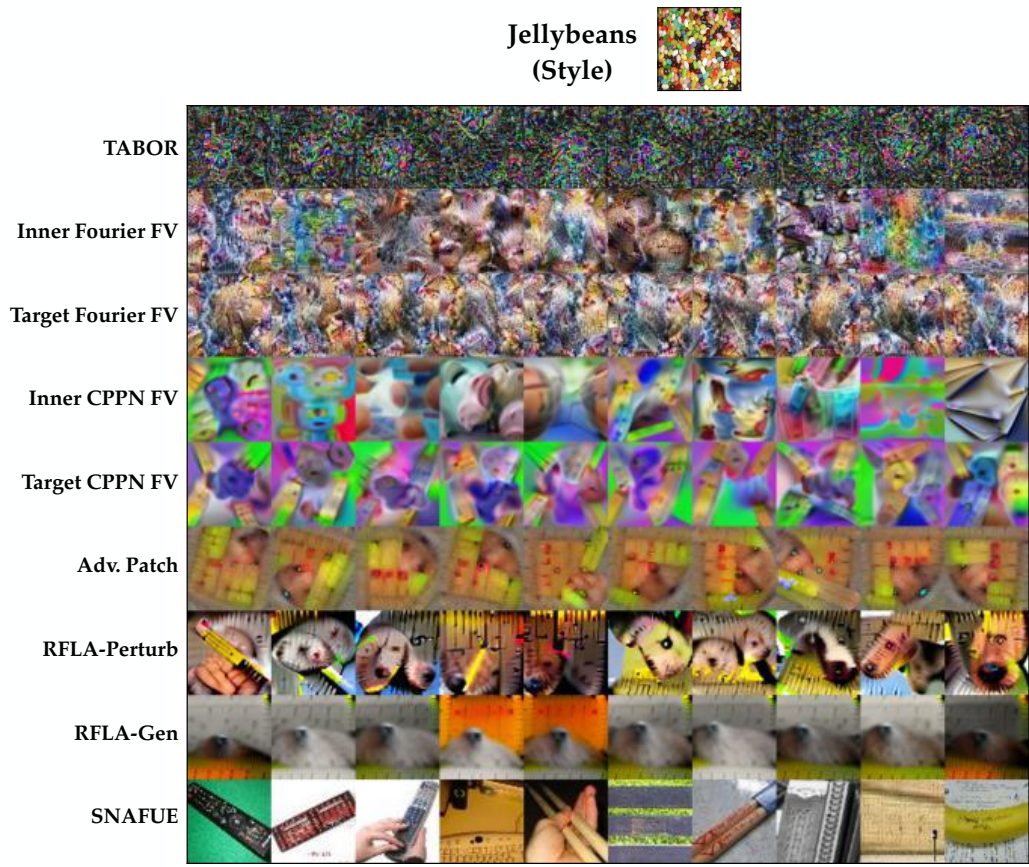 Jellybeans
(Style)
TABOR
Inner Fourier FV
Target Fourier FV
Inner CPPN FV
Target CPPN FV
Adv. Patch
RFLA-Perturb
RFLA-Gen
SNAFUE